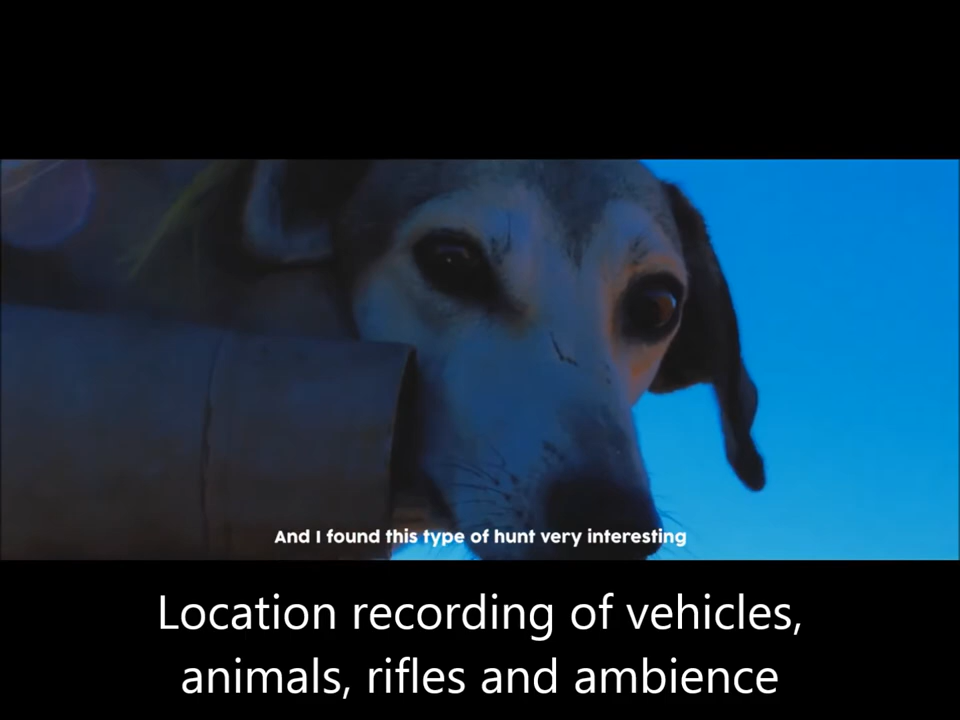 And I found this type of hunt very interesting
Location recording of vehicles,
animals, rifles and ambience